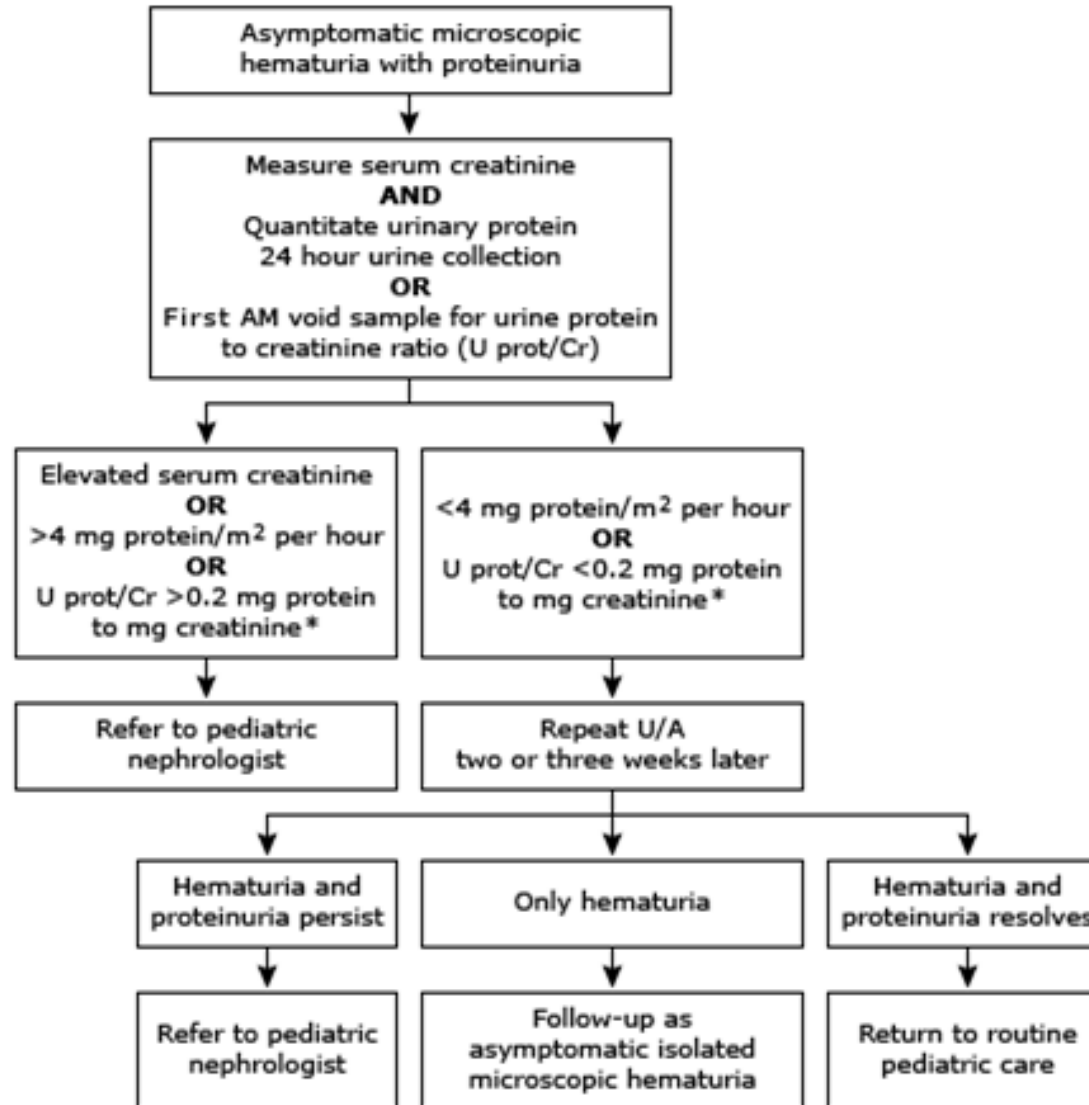 Asymptomatic microscopic
hematuria with proteinuria
Measure serum creatinine
AND
Quantitate urinary protein
24 hour urine collection
OR
First AM void sample for urine protein
to creatinine ratio (U prot/Cr)
Elevated serum creatinine
OR
>4 mg protein/m² per hour
OR
U prot/Cr >0.2 mg protein
to mg creatinine*
<4 mg protein/m² per hour
OR
U prot/Cr <0.2 mg protein
to mg creatinine*
Refer to pediatric
nephrologist
Repeat U/A
two or three weeks later
Hematuria and
proteinuria persist
Only hematuria
Hematuria and
proteinuria resolves
Refer to pediatric
nephrologist
Follow-up as
asymptomatic isolated
microscopic hematuria
Return to routine
pediatric care